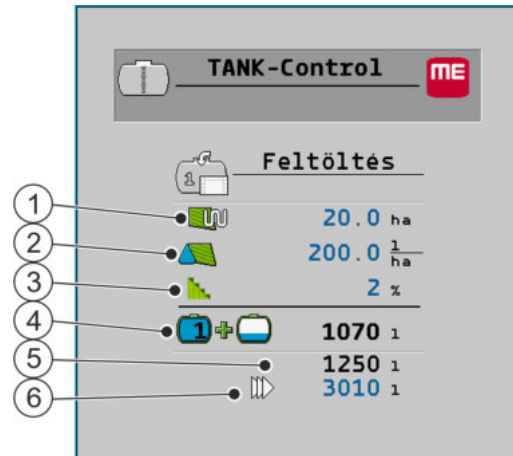 TANK-Control
ME
1
Feltöltés
1
20.0 ha
2
200.0 l/ha
3
2 %
4
1 + 1070 l
5
1250 l
6
3010 l